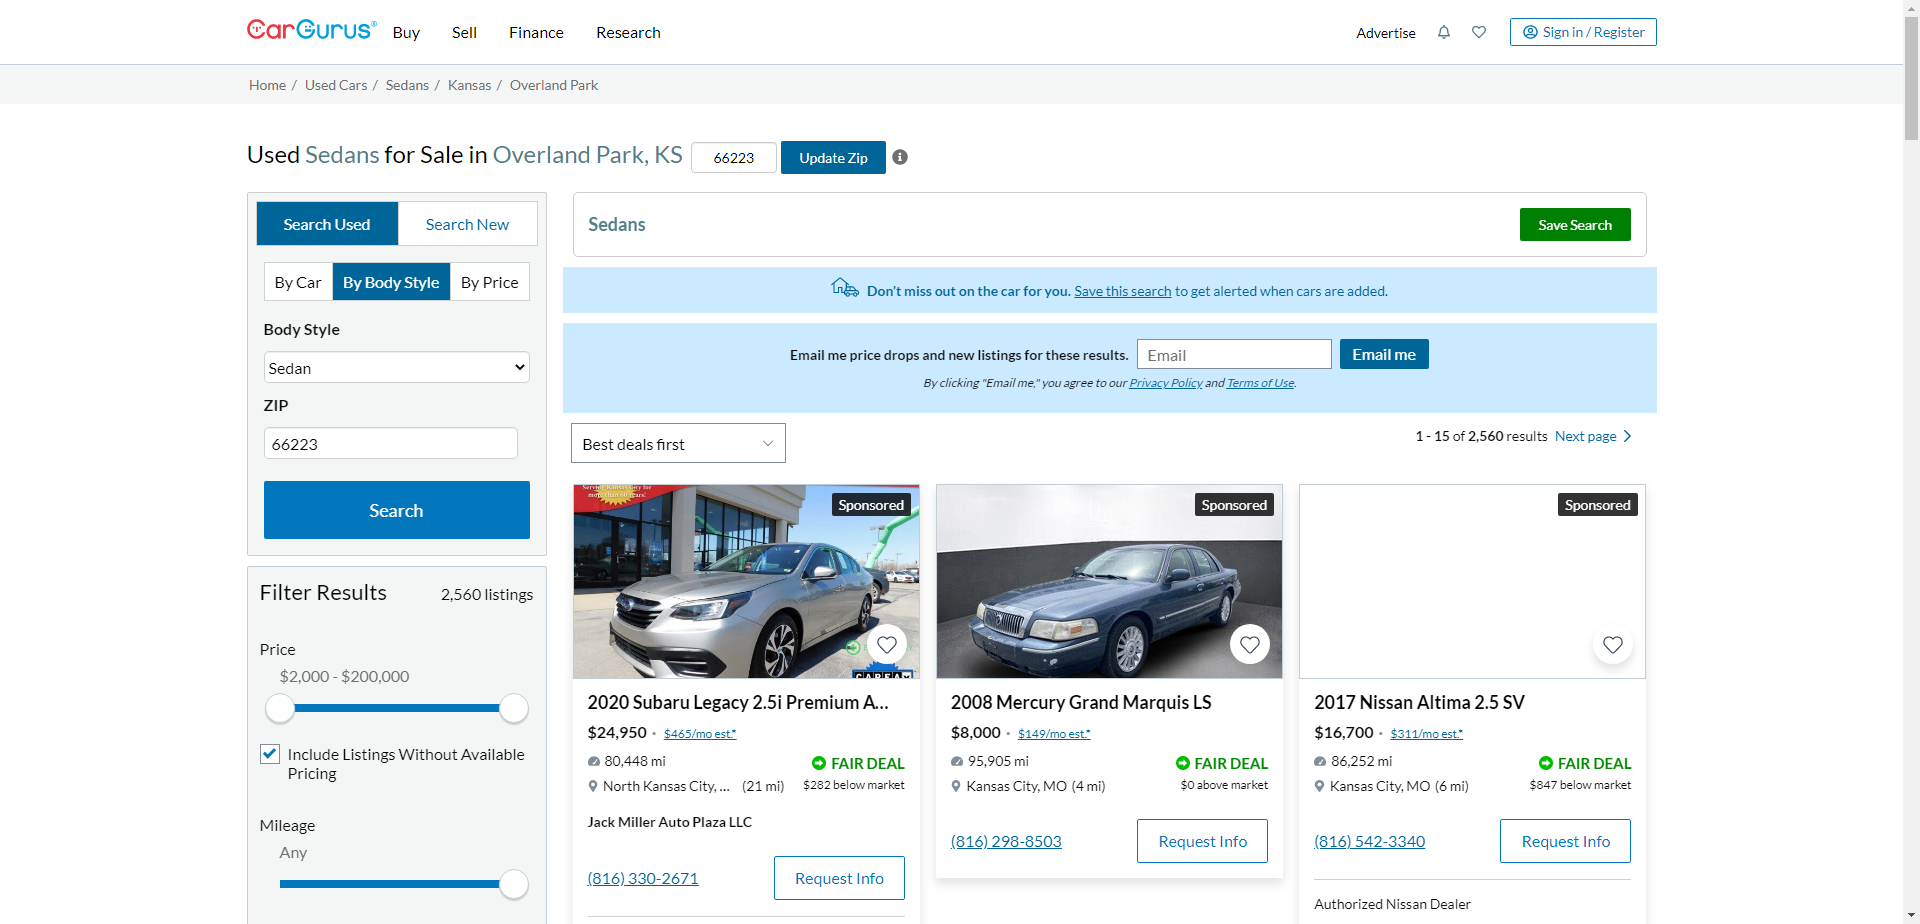 CarGurus®
Buy
Sell
Finance
Research
Advertise
Sign in / Register
Home / Used Cars / Sedans / Kansas / Overland Park
Used Sedans for Sale in Overland Park, KS
66223
Update Zip
Search Used
Search New
By Car
By Body Style
By Price
Body Style
Sedan
ZIP
66223
Search
Filter Results
2,560 listings
Price
$2,000 - $200,000
Include Listings Without Available
Pricing
Mileage
Any
Sedans
Save Search
Don't miss out on the car for you. Save this search to get alerted when cars are added.
Email me price drops and new listings for these results.
Email
Email me
By clicking "Email me," you agree to our Privacy Policy and Terms of Use.
Best deals first
1 - 15 of 2,560 results
Next page
Serving Kansas City for
more than 60 years!
Sponsored
CARFAX
2020 Subaru Legacy 2.5i Premium A...
$24,950 · $465/mo est.*
80,448 mi
FAIR DEAL
North Kansas City, ... (21 mi)
$282 below market
Jack Miller Auto Plaza LLC
(816) 330-2671
Request Info
Sponsored
2008 Mercury Grand Marquis LS
$8,000 · $149/mo est.*
95,905 mi
FAIR DEAL
Kansas City, MO (4 mi)
$0 above market
(816) 298-8503
Request Info
Sponsored
2017 Nissan Altima 2.5 SV
$16,700 · $311/mo est.*
86,252 mi
FAIR DEAL
Kansas City, MO (6 mi)
$847 below market
(816) 542-3340
Request Info
Authorized Nissan Dealer